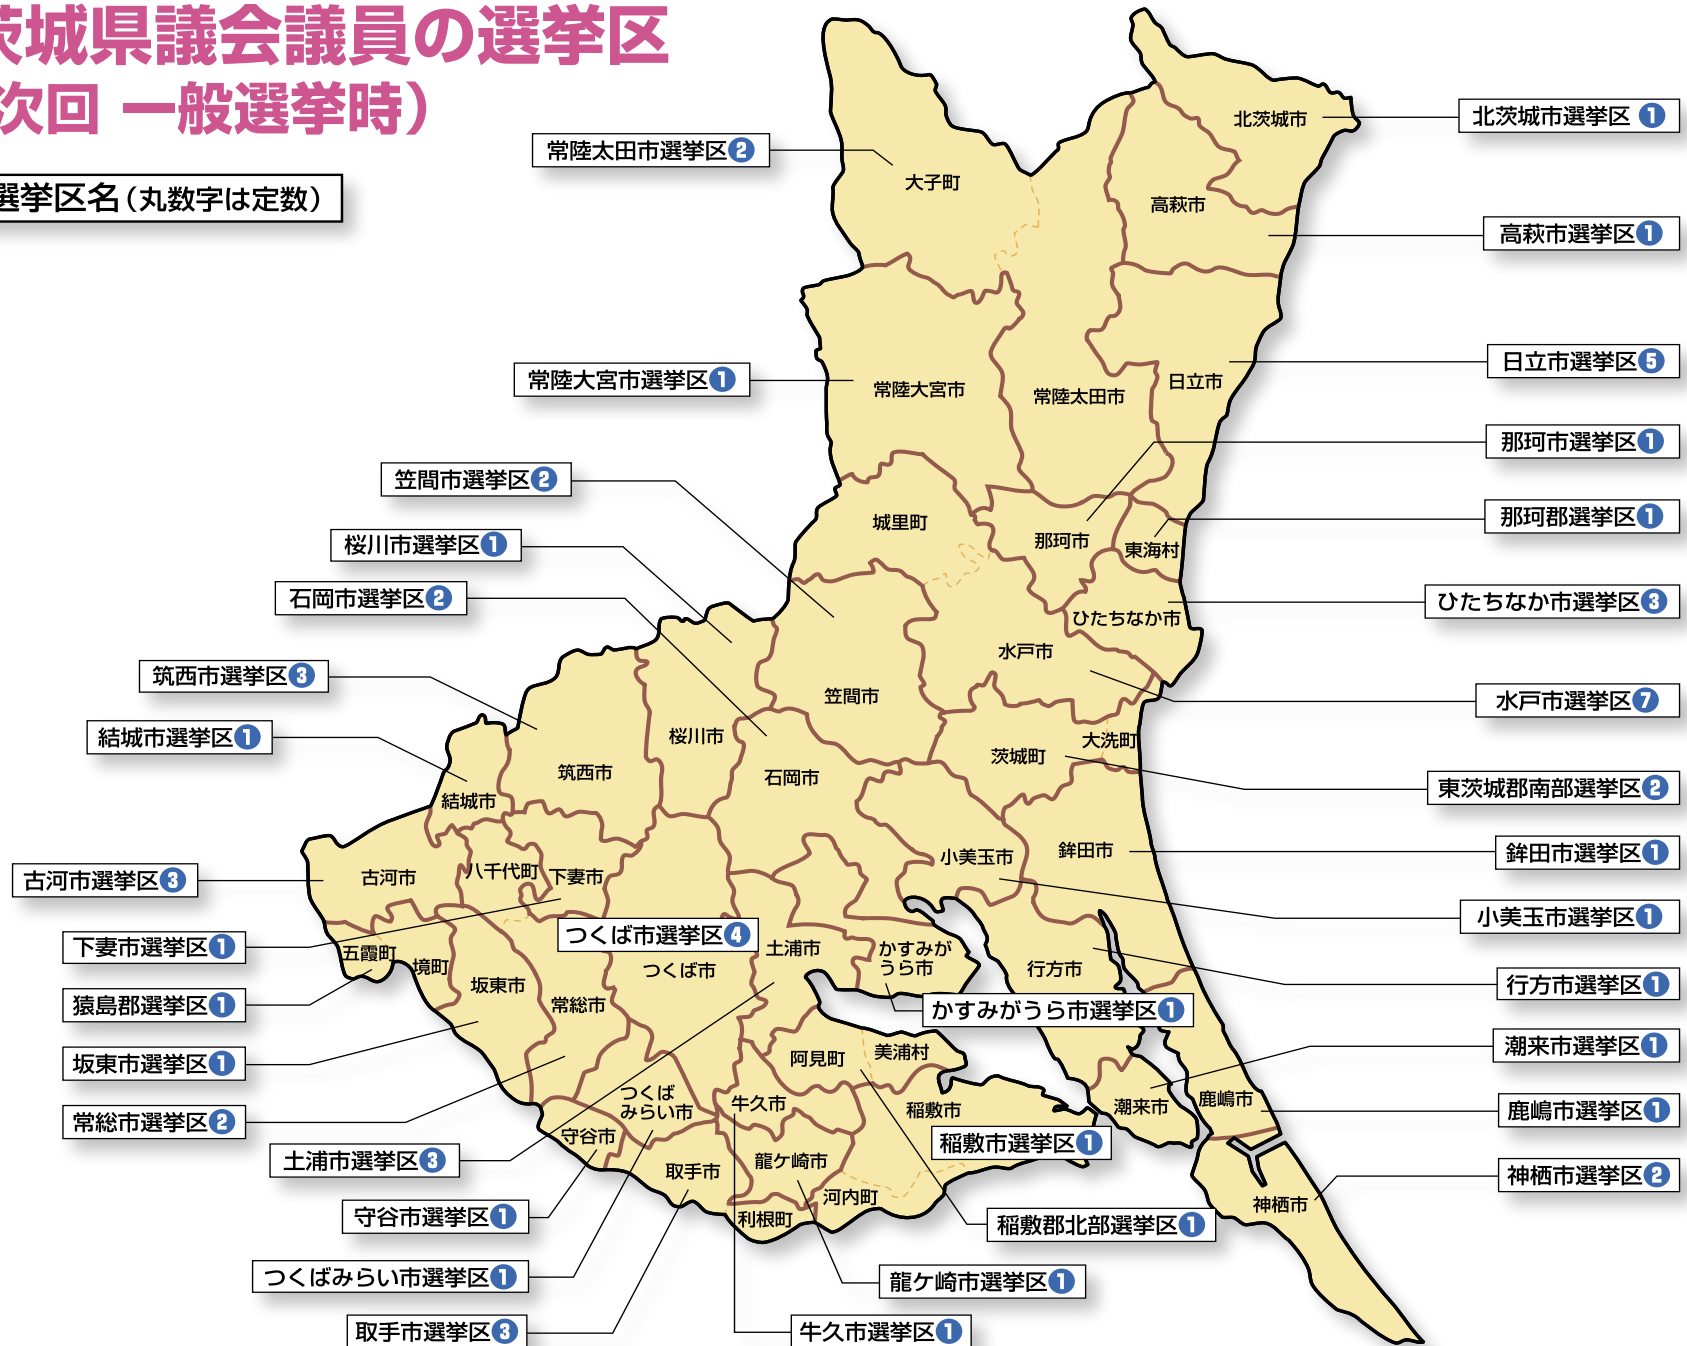 茨城県議会議員の選挙区
次回 一般選挙時）
選挙区名（丸数字は定数）
北茨城市選挙区 1
常陸太田市選挙区2
高萩市選挙区1
日立市選挙区5
常陸大宮市選挙区1
那珂市選挙区1
笠間市選挙区2
那珂郡選挙区1
桜川市選挙区1
石岡市選挙区2
ひたちなか市選挙区3
筑西市選挙区3
水戸市選挙区7
結城市選挙区1
東茨城郡南部選挙区2
鉾田市選挙区1
古河市選挙区3
小美玉市選挙区1
つくば市選挙区4
下妻市選挙区1
行方市選挙区1
猿島郡選挙区1
かすみがうら市選挙区1
潮来市選挙区1
坂東市選挙区1
鹿嶋市選挙区1
常総市選挙区2
稲敷市選挙区1
土浦市選挙区3
神栖市選挙区2
守谷市選挙区1
稲敷郡北部選挙区1
つくばみらい市選挙区1
龍ケ崎市選挙区1
取手市選挙区3
牛久市選挙区1
北茨城市
大子町
高萩市
日立市
常陸大宮市
常陸太田市
城里町
那珂市
東海村
ひたちなか市
水戸市
笠間市
桜川市
大洗町
茨城町
筑西市
石岡市
結城市
小美玉市
鉾田市
古河市
八千代町
下妻市
土浦市
かすみが
うら市
五霞町
境町
つくば市
行方市
坂東市
常総市
阿見町
美浦村
つくば
みらい市
牛久市
稲敷市
潮来市
鹿嶋市
守谷市
取手市
龍ケ崎市
河内町
利根町
神栖市